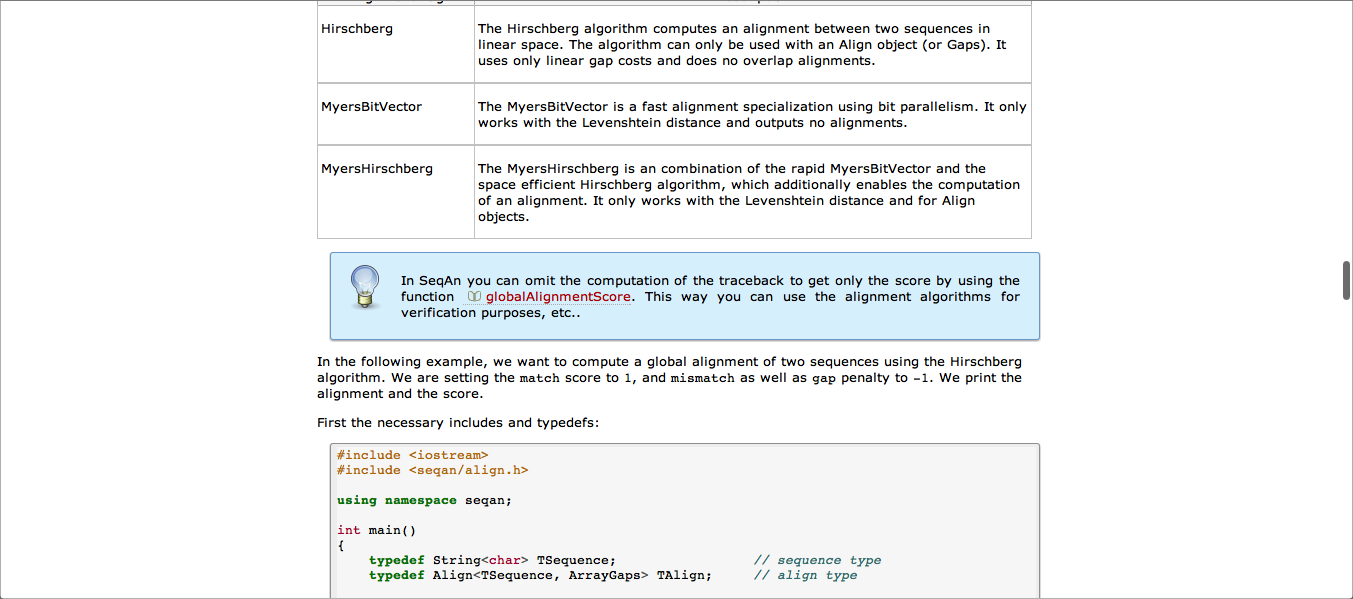 Hirschberg
The Hirschberg algorithm computes an alignment between two sequences in
linear space. The algorithm can only be used with an Align object (or Gaps). It
uses only linear gap costs and does no overlap alignments.
MyersBitVector
The MyersBitVector is a fast alignment specialization using bit parallelism. It only
works with the Levenshtein distance and outputs no alignments.
MyersHirschberg
The MyersHirschberg is an combination of the rapid MyersBitVector and the
space efficient Hirschberg algorithm, which additionally enables the computation
of an alignment. It only works with the Levenshtein distance and for Align
objects.
In SeqAn you can omit the computation of the traceback to get only the score by using the
function globalAlignmentScore. This way you can use the alignment algorithms for
verification purposes, etc..
In the following example, we want to compute a global alignment of two sequences using the Hirschberg
algorithm. We are setting the match score to 1, and mismatch as well as gap penalty to -1. We print the
alignment and the score.
First the necessary includes and typedefs:
#include <iostream>
#include <seqan/align.h>
using namespace seqan;
int main()
{
typedef String<char> TSequence; // sequence type
typedef Align<TSequence, ArrayGaps> TAlign; // align type